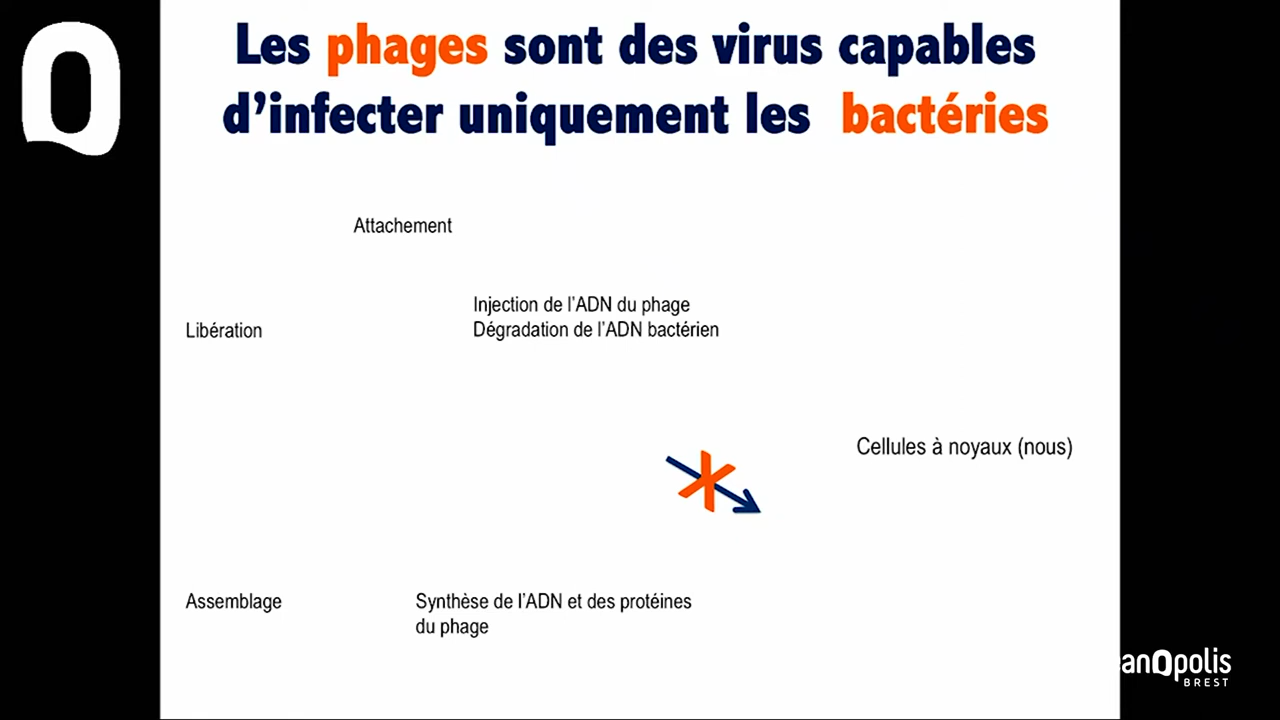 Les phages sont des virus capables
d'infecter uniquement les bactéries
Attachement
Injection de l'ADN du phage
Dégradation de l'ADN bactérien
Libération
Cellules à noyaux (nous)
Assemblage
Synthèse de l'ADN et des protéines
du phage
anQpolis
BREST